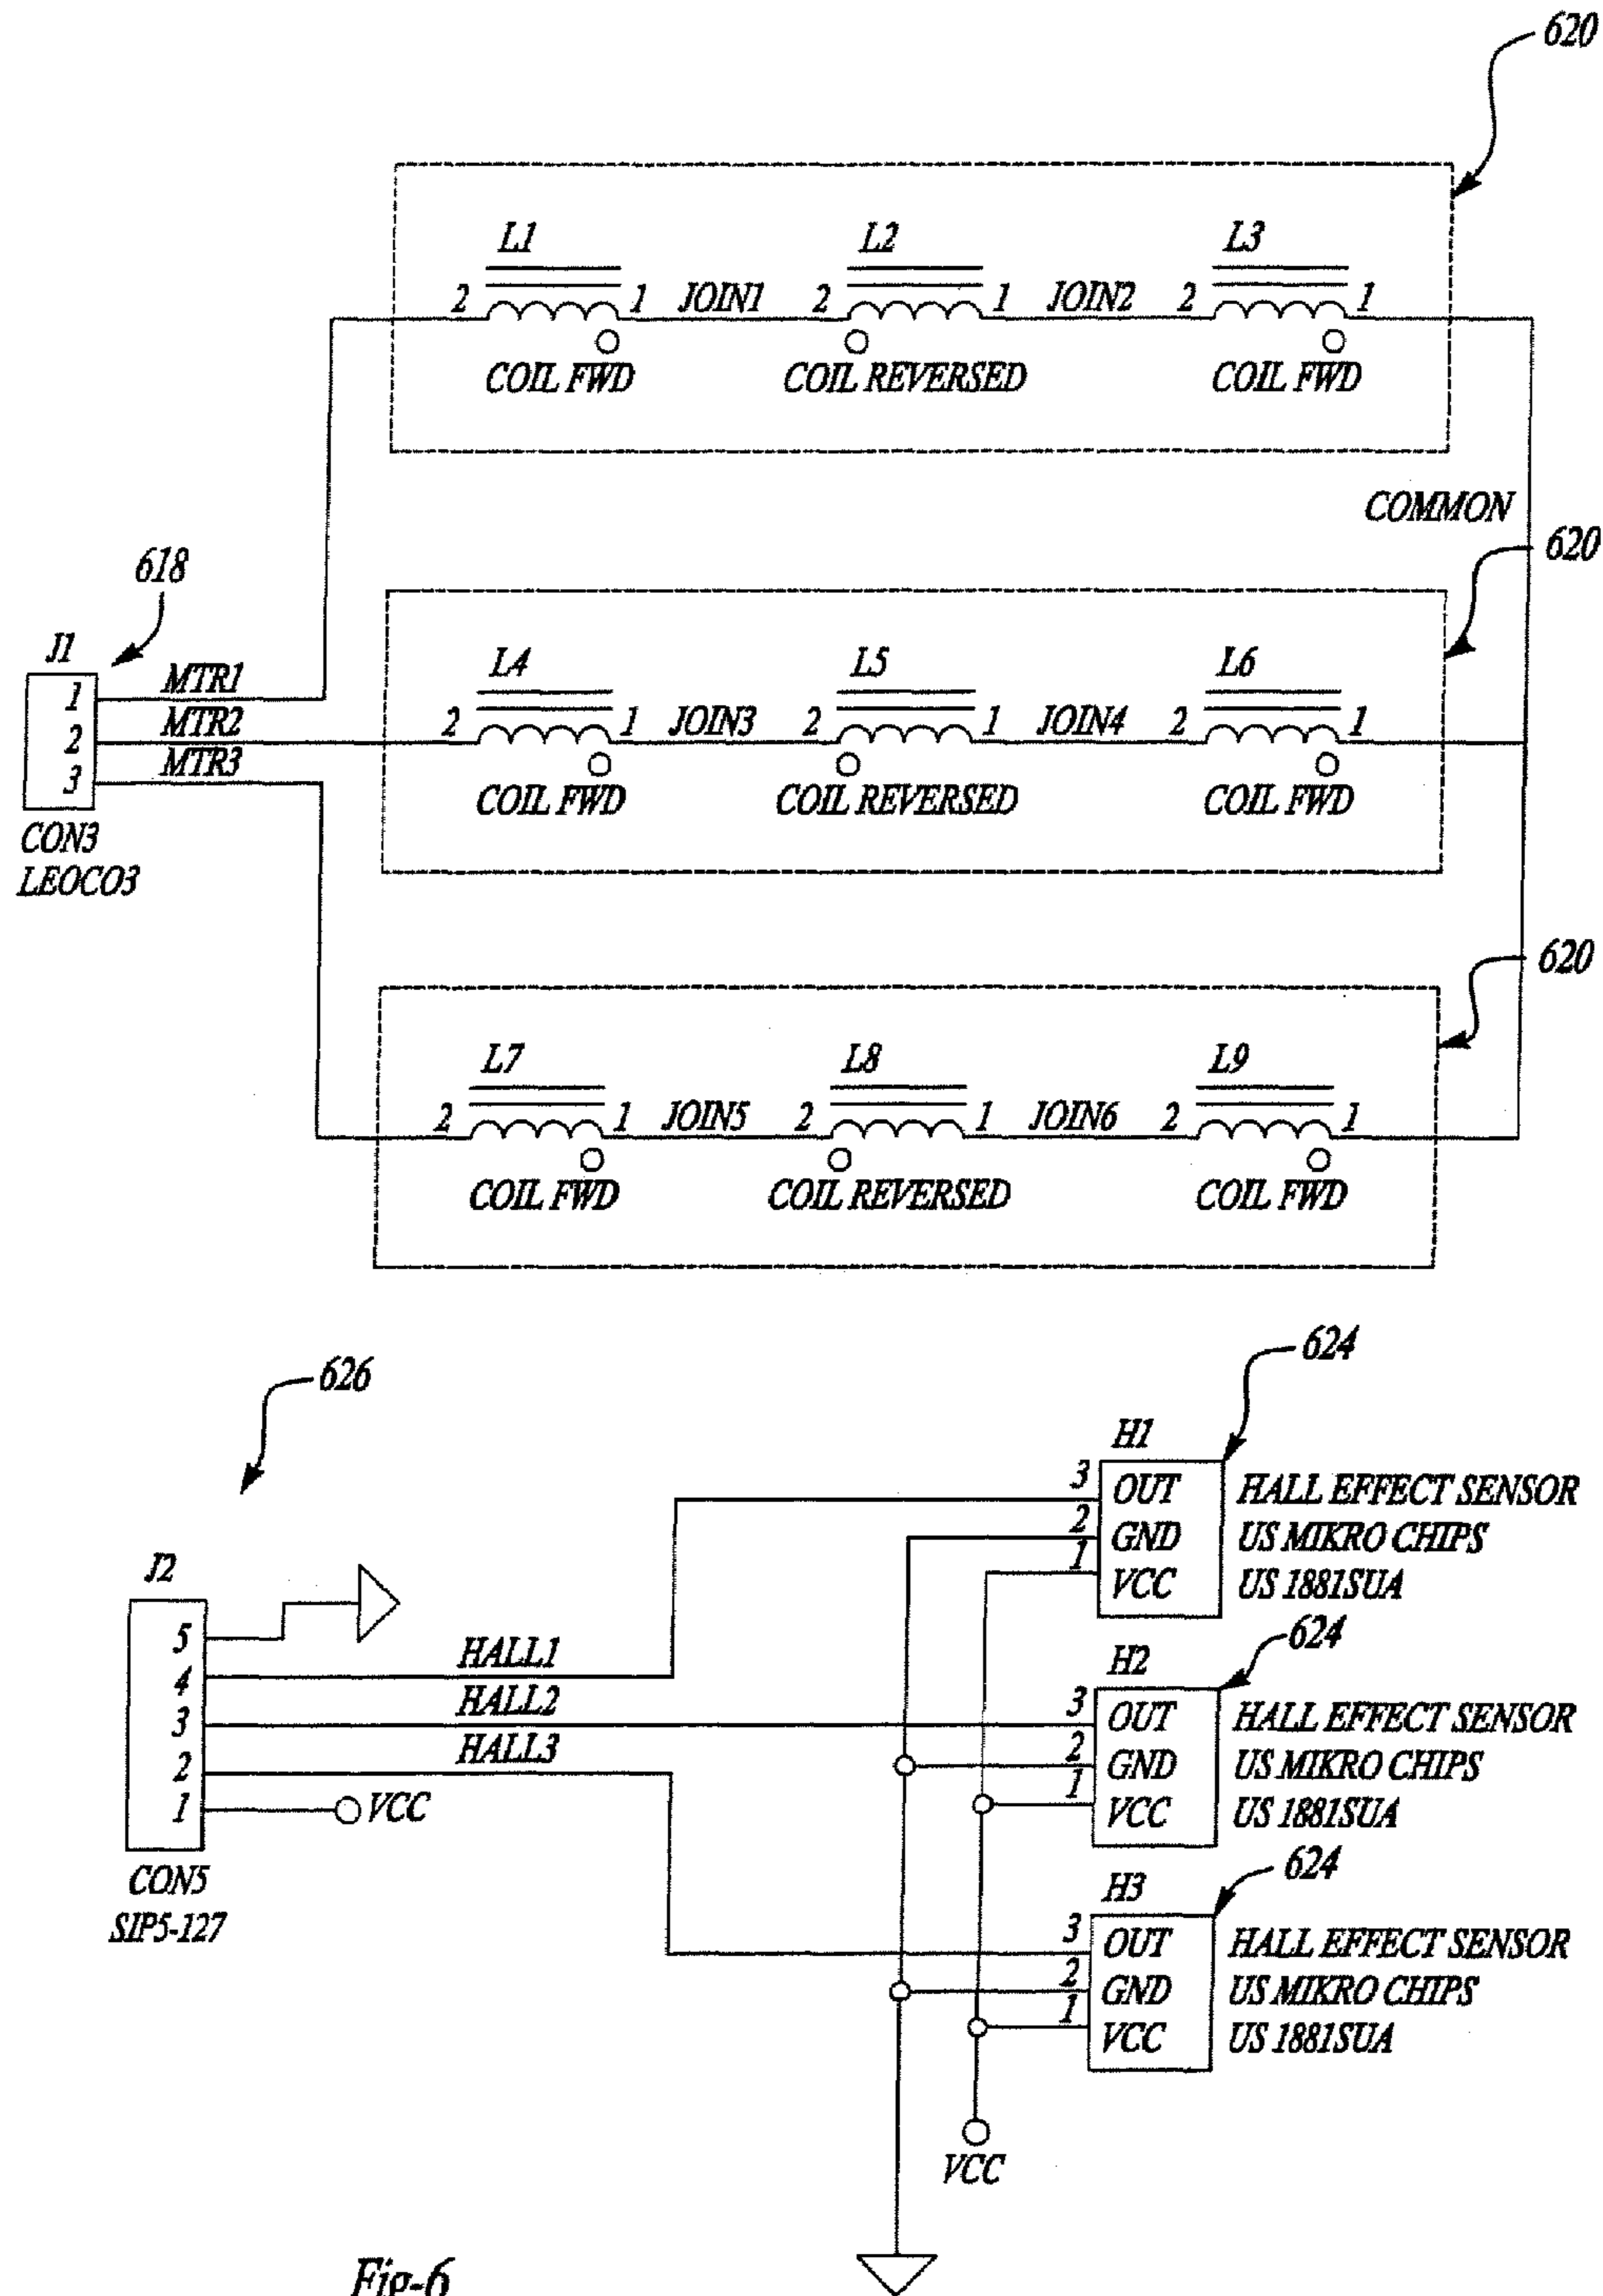 620
L1 L2 L3
2 1 JOIN1 2 1 JOIN2 2 1
COIL FWD COIL REVERSED COIL FWD
COMMON
620
618
J1
1 MTR1
2 MTR2
3 MTR3
CON3
LEOCO3
L4 L5 L6
2 1 JOIN3 2 1 JOIN4 2 1
COIL FWD COIL REVERSED COIL FWD
620
L7 L8 L9
2 1 JOIN5 2 1 JOIN6 2 1
COIL FWD COIL REVERSED COIL FWD
626
J2
5
4 HALL1
3 HALL2
2 HALL3
1 VCC
CON5
SIP5-127
624
H1
3 OUT HALL EFFECT SENSOR
2 GND US MIKRO CHIPS
1 VCC US 1881SUA
624
H2
3 OUT HALL EFFECT SENSOR
2 GND US MIKRO CHIPS
1 VCC US 1881SUA
624
H3
3 OUT HALL EFFECT SENSOR
2 GND US MIKRO CHIPS
1 VCC US 1881SUA
VCC
Fig-6